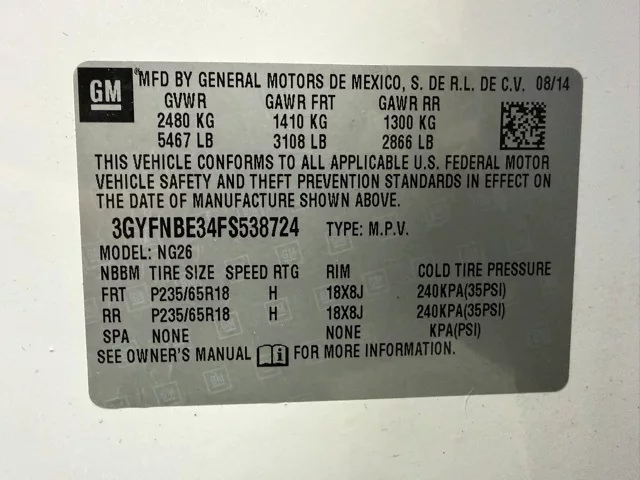 GM
MFD BY GENERAL MOTORS DE MEXICO, S. DE R.L. DE C.V. 08/14
GVWR GAWR FRT GAWR RR
2480 KG 1410 KG 1300 KG
5467 LB 3108 LB 2866 LB
THIS VEHICLE CONFORMS TO ALL APPLICABLE U.S. FEDERAL MOTOR
VEHICLE SAFETY AND THEFT PREVENTION STANDARDS IN EFFECT ON
THE DATE OF MANUFACTURE SHOWN ABOVE.
3GYFNBE34FS538724 TYPE: M.P.V.
MODEL: NG26
NBBM TIRE SIZE SPEED RTG RIM COLD TIRE PRESSURE
FRT P235/65R18 H 18X8J 240KPA(35PSI)
RR P235/65R18 H 18X8J 240KPA(35PSI)
SPA NONE NONE KPA(PSI)
SEE OWNER'S MANUAL FOR MORE INFORMATION.